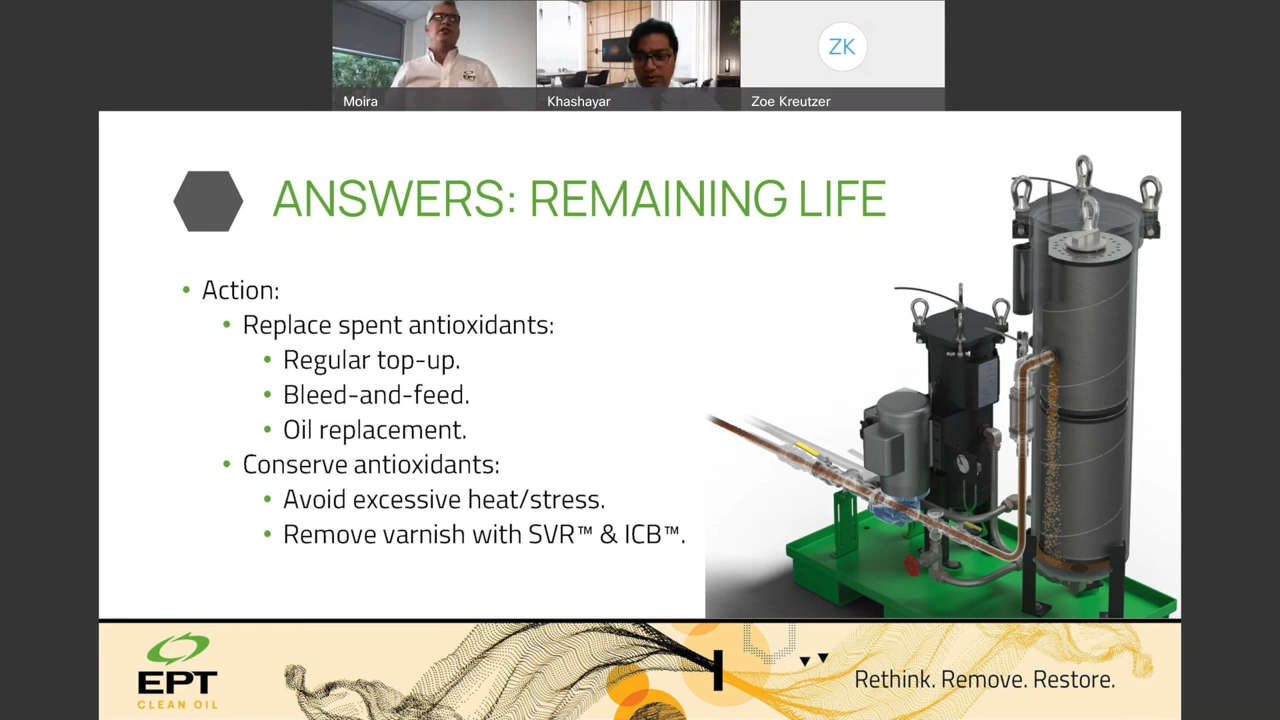 ZK
Moira
Khashayar
Zoe Kreutzer
EPT
ANSWERS: REMAINING LIFE
• Action:
• Replace spent antioxidants:
• Regular top-up.
• Bleed-and-feed.
• Oil replacement.
• Conserve antioxidants:
• Avoid excessive heat/stress.
• Remove varnish with SVR™ & ICB™.
EPT
CLEAN OIL
Rethink. Remove. Restore.